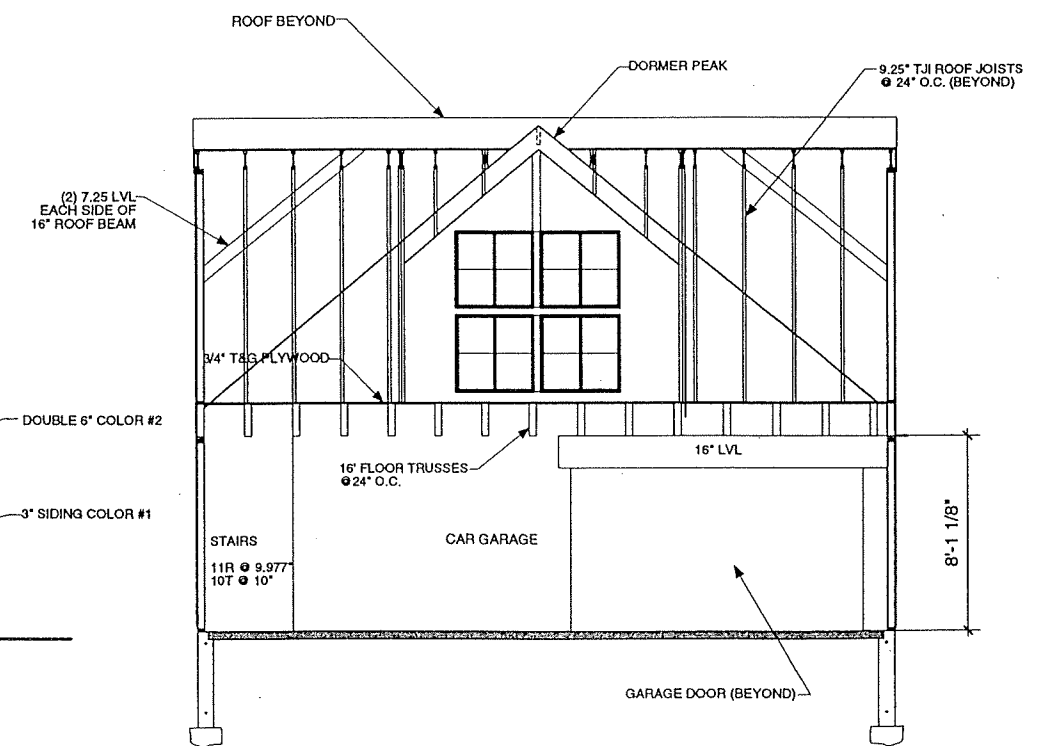 ROOF BEYOND
DORMER PEAK
9.25" TJI ROOF JOISTS
@ 24" O.C. (BEYOND)
(2) 7.25 LVL
EACH SIDE OF
16" ROOF BEAM
3/4" T&G PLYWOOD
DOUBLE 6" COLOR #2
16" LVL
16' FLOOR TRUSSES
@24" O.C.
3" SIDING COLOR #1
STAIRS
11R @ 9.977"
10T @ 10"
CAR GARAGE
8'-1 1/8"
GARAGE DOOR (BEYOND)